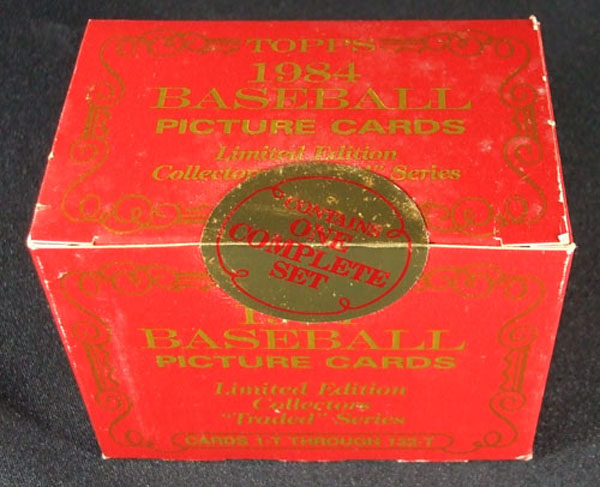 TOPPS
1984
BASEBALL
PICTURE CARDS
Limited Edition
Collectors Series
CONTAINS
ONE
COMPLETE
SET
BASEBALL
PICTURE CARDS
Limited Edition
Collectors
"Traded" Series
CARDS 1-T THROUGH 132-T